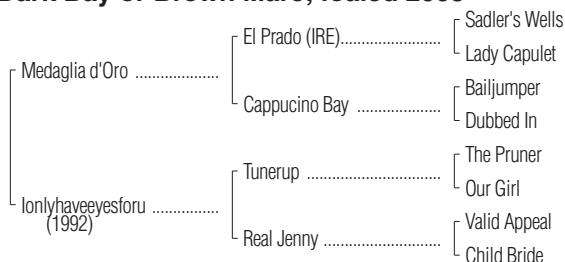 Dark Bay or Brown Mare; foaled 2009
Sadler's Wells
El Prado (IRE)........................
Lady Capulet
Medaglia d'Oro ....................
Bailjumper
Cappucino Bay ....................
Dubbed In
The Pruner
Tunerup ................................
Our Girl
Ionlyhaveeyesforu ................
(1992)
Valid Appeal
Real Jenny .............................
Child Bride